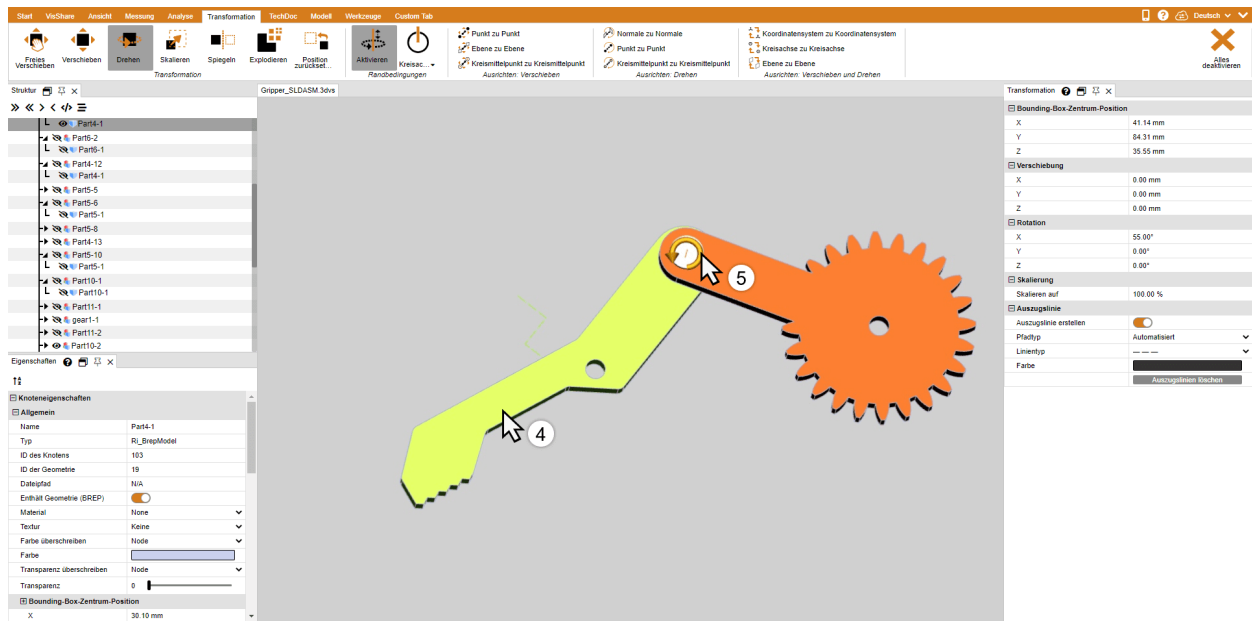 Start VisShare Ansicht Messung Analyse Transformation TechDoc Modell Werkzeuge Custom Tab Deutsch
Freies Verschieben
Verschieben
Drehen
Skalieren
Spiegeln
Explodieren
Position zurückset...
Transformation
Aktivieren
Kreisac...
Randbedingungen
Punkt zu Punkt
Ebene zu Ebene
Kreismittelpunkt zu Kreismittelpunkt
Ausrichten: Verschieben
Normale zu Normale
Punkt zu Punkt
Kreismittelpunkt zu Kreismittelpunkt
Ausrichten: Drehen
Koordinatensystem zu Koordinatensystem
Kreisachse zu Kreisachse
Ebene zu Ebene
Ausrichten: Verschieben und Drehen
Alles deaktivieren
Struktur
Part4-1
Part6-2
Part6-1
Part4-12
Part4-1
Part5-5
Part5-6
Part5-1
Part5-8
Part4-13
Part5-10
Part5-1
Part10-1
Part10-1
Part11-1
gear1-1
Part11-2
Part10-2
Eigenschaften
Knoteneigenschaften
Allgemein
Name Part4-1
Typ Ri_BrepModel
ID des Knotens 103
ID der Geometrie 19
Dateipfad N/A
Enthält Geometrie (BREP)
Material None
Textur Keine
Farbe überschreiben Node
Farbe
Transparenz überschreiben Node
Transparenz 0
Bounding-Box-Zentrum-Position
X 30.10 mm
Gripper_SLDASM.3dvs
4
5
Transformation
Bounding-Box-Zentrum-Position
X 41.14 mm
Y 84.31 mm
Z 35.55 mm
Verschiebung
X 0.00 mm
Y 0.00 mm
Z 0.00 mm
Rotation
X 55.00°
Y 0.00°
Z 0.00°
Skalierung
Skalieren auf 100.00 %
Auszugslinie
Auszugslinie erstellen
Pfadtyp Automatisiert
Linientyp
Farbe
Auszugslinien löschen